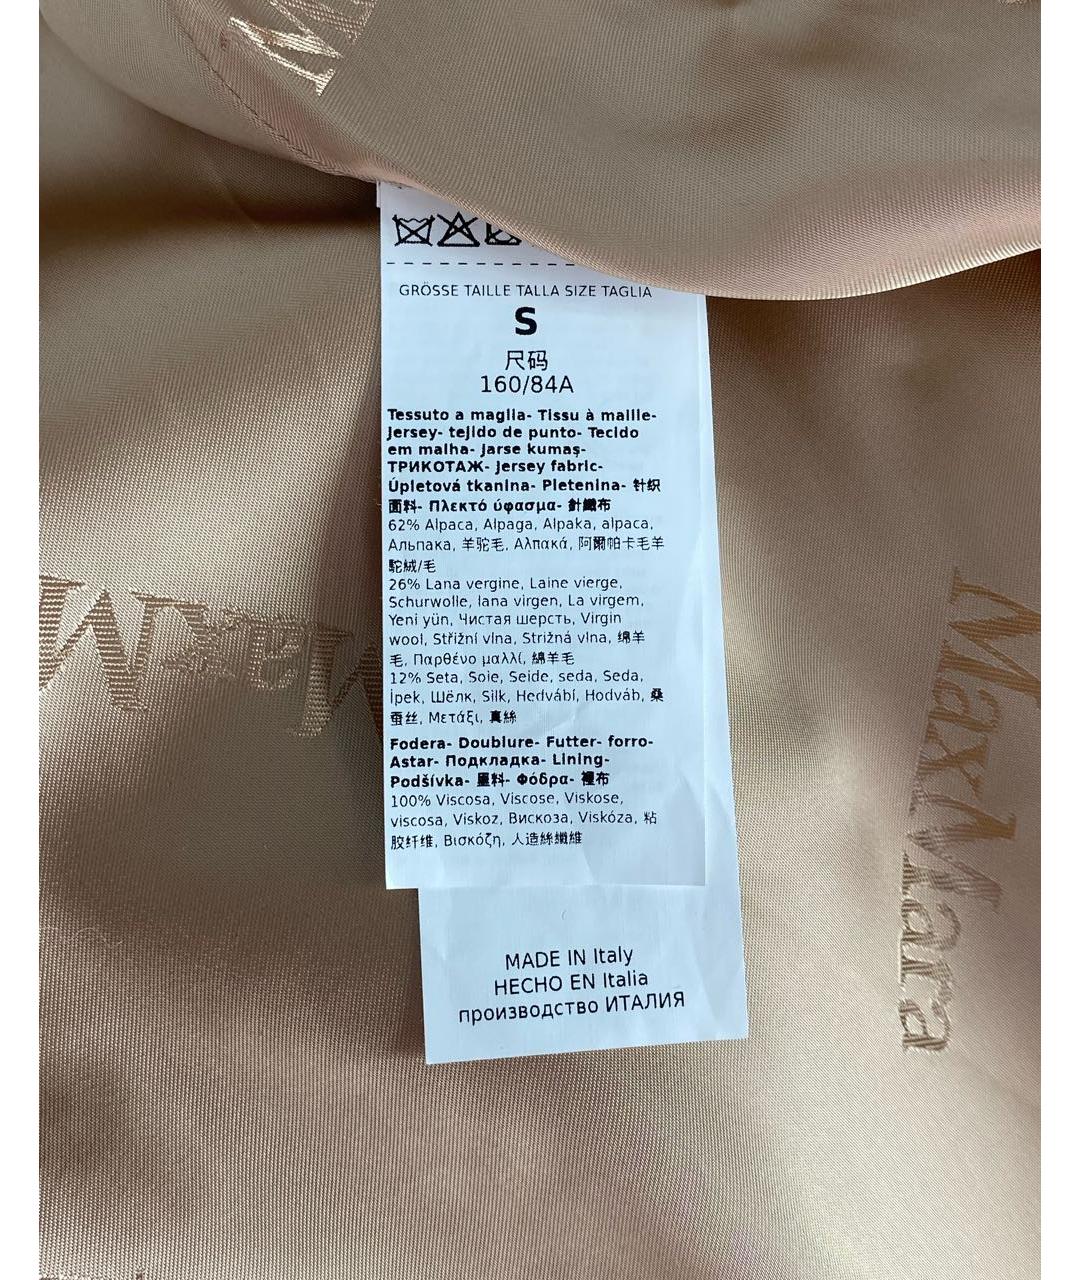 GRÖSSE TAILLE TALLA SIZE TAGLIA
S
尺码
160/84A
Tessuto a maglia- Tissu à maille-
Jersey- tejido de punto- Tecido
em malha- Jarse kumaş-
ТРИКОТАЖ- Jersey fabric-
Úpletová tkanina- Pletenina- 针织
面料- Πλεκτό ύφασμα- 針織布
62% Alpaca, Alpaga, Alpaka, alpaca,
Альпака, 羊驼毛, Αλπακά, 阿爾帕卡毛羊
駝絨/毛
26% Lana vergine, Laine vierge,
Schurwolle, lana virgen, La virgem,
Yeni yün, Чистая шерсть, Virgin
wool, Střižní vlna, Strižná vlna, 绵羊
毛, Παρθένο μαλλί, 綿羊毛
12% Seta, Soie, Seide, seda, Seda,
İpek, Шёлк, Silk, Hedvábí, Hodváb, 桑
蚕丝, Μετάξι, 真絲
Fodera- Doublure- Futter- forro-
Astar- Подкладка- Lining-
Podšívka- 里料- Φόδρα- 裡布
100% Viscosa, Viscose, Viskose,
viscosa, Viskoz, Вискоза, Viskóza, 粘
胶纤维, Βισκόζη, 人造絲纖維
MADE IN Italy
HECHO EN Italia
производство ИТАЛИЯ
MaxMara
MaxMara